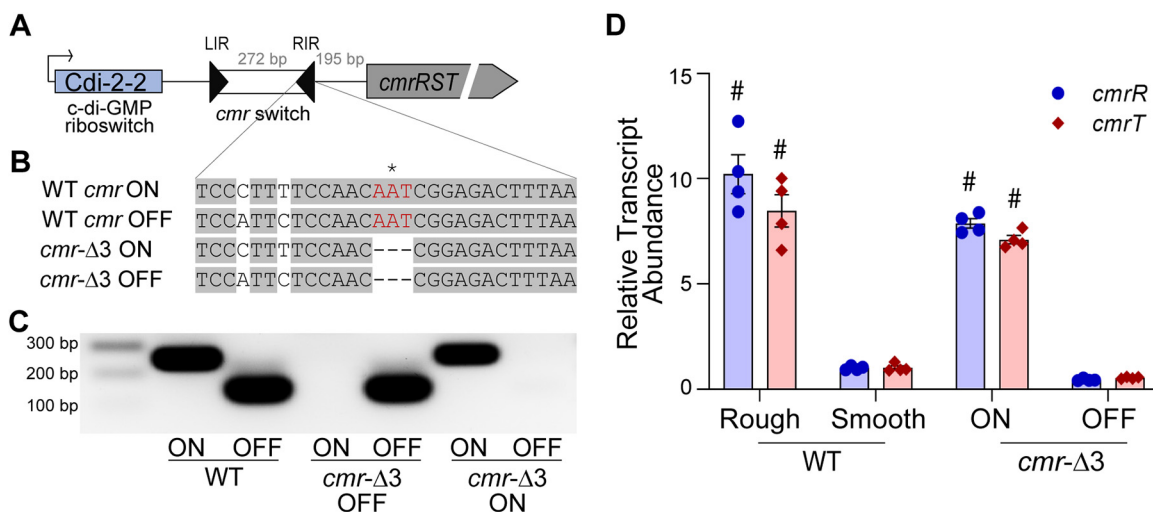 A
LIR
RIR
272 bp
195 bp
Cdi-2-2
cmrRST
c-di-GMP
riboswitch
cmr switch
B
*
WT cmr ON TCCCTTTTCCAACAATCGGAGACTTTAA
WT cmr OFF TCCATTCTCCAACAATCGGAGACTTTAA
cmr-Δ3 ON TCCCTTTTCCAAC---CGGAGACTTTAA
cmr-Δ3 OFF TCCATTCTCCAAC---CGGAGACTTTAA
C
300 bp
200 bp
100 bp
ON OFF ON OFF ON OFF
WT cmr-Δ3 cmr-Δ3
OFF ON
D
Relative Transcript
Abundance
15
10
5
0
# # # #
cmrR
cmrT
Rough Smooth ON OFF
WT cmr-Δ3